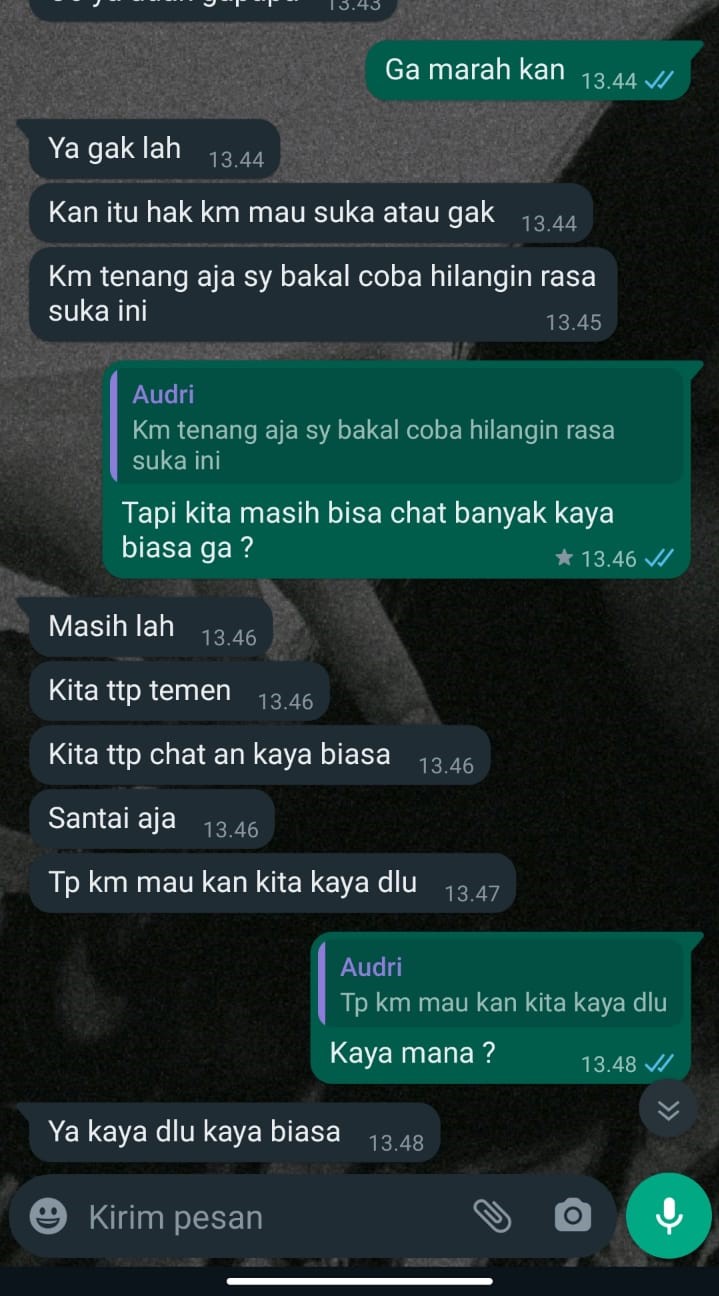 13.43
Ga marah kan 13.44
Ya gak lah 13.44
Kan itu hak km mau suka atau gak 13.44
Km tenang aja sy bakal coba hilangin rasa
suka ini 13.45
Audri
Km tenang aja sy bakal coba hilangin rasa
suka ini
Tapi kita masih bisa chat banyak kaya
biasa ga ? 13.46
Masih lah 13.46
Kita ttp temen 13.46
Kita ttp chat an kaya biasa 13.46
Santai aja 13.46
Tp km mau kan kita kaya dlu 13.47
Audri
Tp km mau kan kita kaya dlu
Kaya mana ? 13.48
Ya kaya dlu kaya biasa 13.48
Kirim pesan